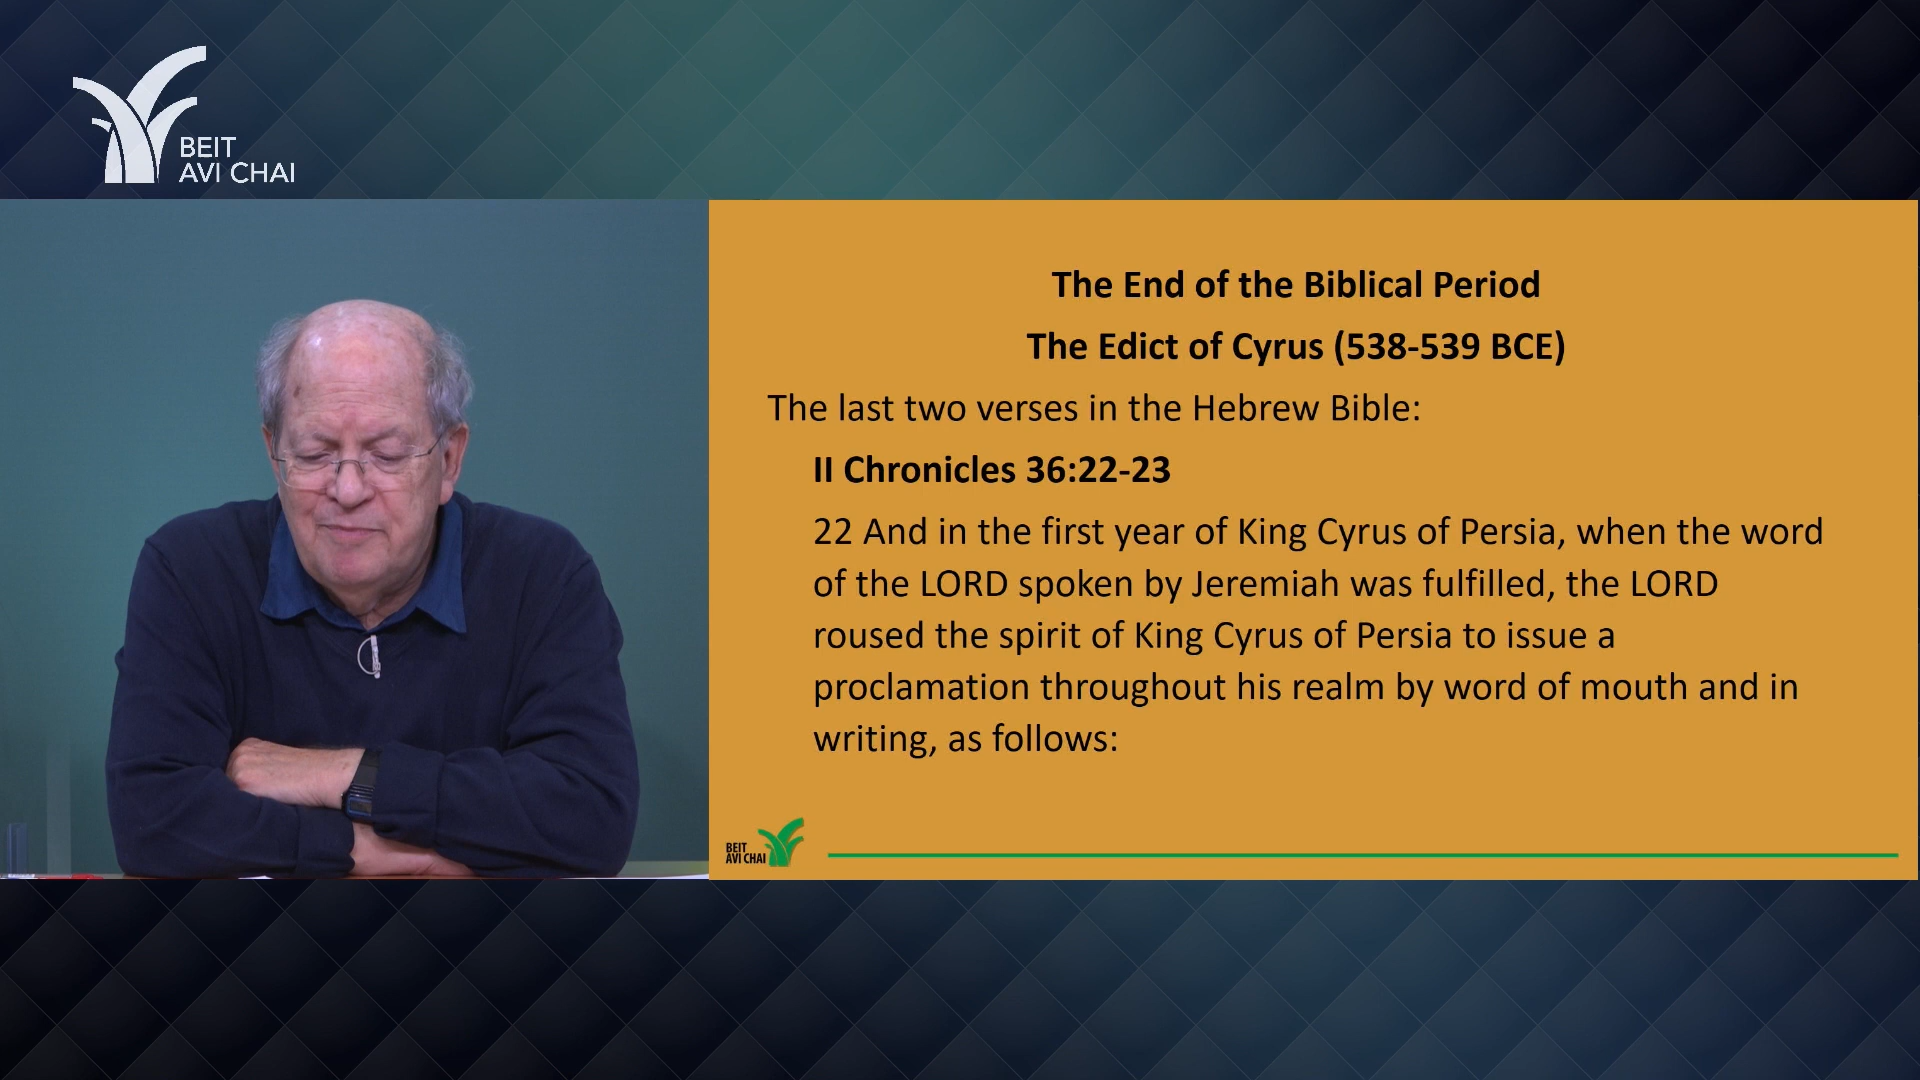 BEIT
AVI CHAI
The End of the Biblical Period
The Edict of Cyrus (538-539 BCE)
The last two verses in the Hebrew Bible:
II Chronicles 36:22-23
22 And in the first year of King Cyrus of Persia, when the word
of the LORD spoken by Jeremiah was fulfilled, the LORD
roused the spirit of King Cyrus of Persia to issue a
proclamation throughout his realm by word of mouth and in
writing, as follows:
BEIT
AVI CHAI